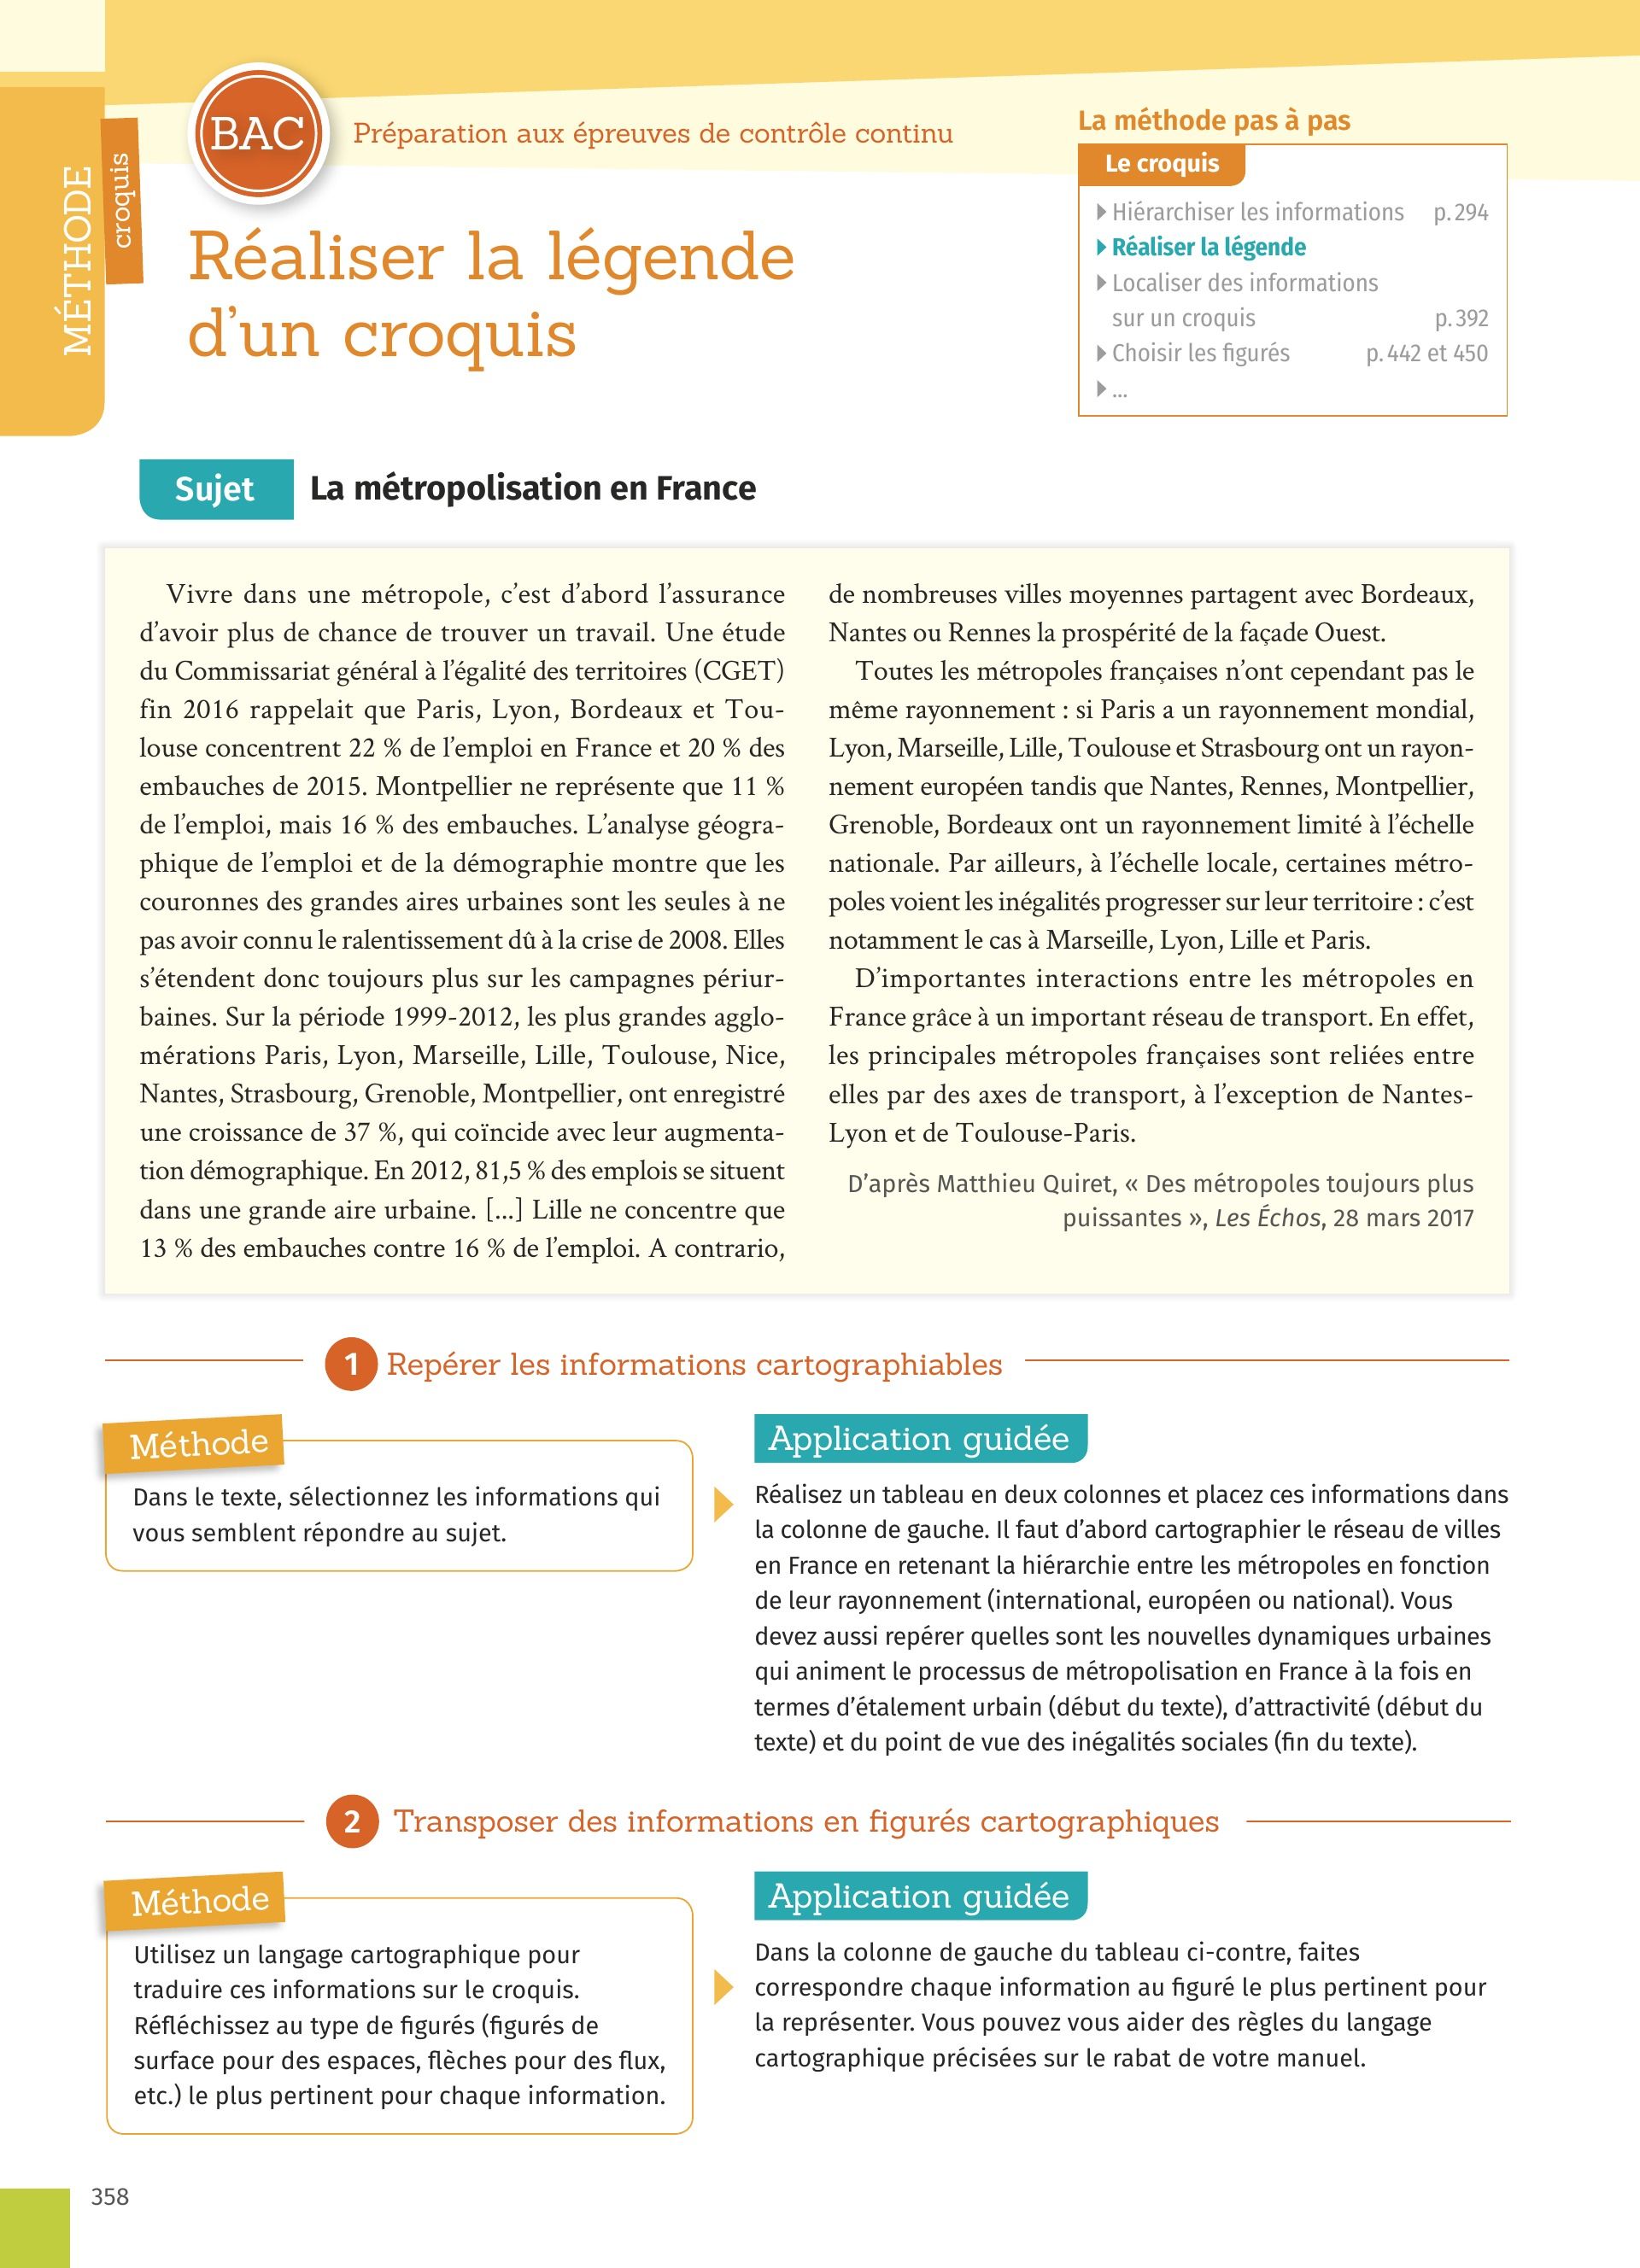 MÉTHODE
croquis
BAC
Préparation aux épreuves de contrôle continu
Réaliser la légende
d'un croquis
La méthode pas à pas
Le croquis
Hiérarchiser les informations p. 294
Réaliser la légende
Localiser des informations
sur un croquis p. 392
Choisir les figurés p. 442 et 450
...
Sujet
La métropolisation en France
Vivre dans une métropole, c'est d'abord l'assurance
d'avoir plus de chance de trouver un travail. Une étude
du Commissariat général à l'égalité des territoires (CGET)
fin 2016 rappelait que Paris, Lyon, Bordeaux et Tou-
louse concentrent 22 % de l'emploi en France et 20 % des
embauches de 2015. Montpellier ne représente que 11 %
de l'emploi, mais 16 % des embauches. L'analyse géogra-
phique de l'emploi et de la démographie montre que les
couronnes des grandes aires urbaines sont les seules à ne
pas avoir connu le ralentissement dû à la crise de 2008. Elles
s'étendent donc toujours plus sur les campagnes périur-
baines. Sur la période 1999-2012, les plus grandes agglo-
mérations Paris, Lyon, Marseille, Lille, Toulouse, Nice,
Nantes, Strasbourg, Grenoble, Montpellier, ont enregistré
une croissance de 37 %, qui coïncide avec leur augmenta-
tion démographique. En 2012, 81,5 % des emplois se situent
dans une grande aire urbaine. [...] Lille ne concentre que
13 % des embauches contre 16 % de l'emploi. A contrario,
de nombreuses villes moyennes partagent avec Bordeaux,
Nantes ou Rennes la prospérité de la façade Ouest.
Toutes les métropoles françaises n'ont cependant pas le
même rayonnement : si Paris a un rayonnement mondial,
Lyon, Marseille, Lille, Toulouse et Strasbourg ont un rayon-
nement européen tandis que Nantes, Rennes, Montpellier,
Grenoble, Bordeaux ont un rayonnement limité à l'échelle
nationale. Par ailleurs, à l'échelle locale, certaines métro-
poles voient les inégalités progresser sur leur territoire : c'est
notamment le cas à Marseille, Lyon, Lille et Paris.
D'importantes interactions entre les métropoles en
France grâce à un important réseau de transport. En effet,
les principales métropoles françaises sont reliées entre
elles par des axes de transport, à l'exception de Nantes-
Lyon et de Toulouse-Paris.
D'après Matthieu Quiret, « Des métropoles toujours plus
puissantes », Les Échos, 28 mars 2017
1 Repérer les informations cartographiables
Méthode
Dans le texte, sélectionnez les informations qui
vous semblent répondre au sujet.
Application guidée
Réalisez un tableau en deux colonnes et placez ces informations dans
la colonne de gauche. Il faut d'abord cartographier le réseau de villes
en France en retenant la hiérarchie entre les métropoles en fonction
de leur rayonnement (international, européen ou national). Vous
devez aussi repérer quelles sont les nouvelles dynamiques urbaines
qui animent le processus de métropolisation en France à la fois en
termes d'étalement urbain (début du texte), d'attractivité (début du
texte) et du point de vue des inégalités sociales (fin du texte).
2 Transposer des informations en figurés cartographiques
Méthode
Utilisez un langage cartographique pour
traduire ces informations sur le croquis.
Réfléchissez au type de figurés (figurés de
surface pour des espaces, flèches pour des flux,
etc.) le plus pertinent pour chaque information.
Application guidée
Dans la colonne de gauche du tableau ci-contre, faites
correspondre chaque information au figuré le plus pertinent pour
la représenter. Vous pouvez vous aider des règles du langage
cartographique précisées sur le rabat de votre manuel.
358